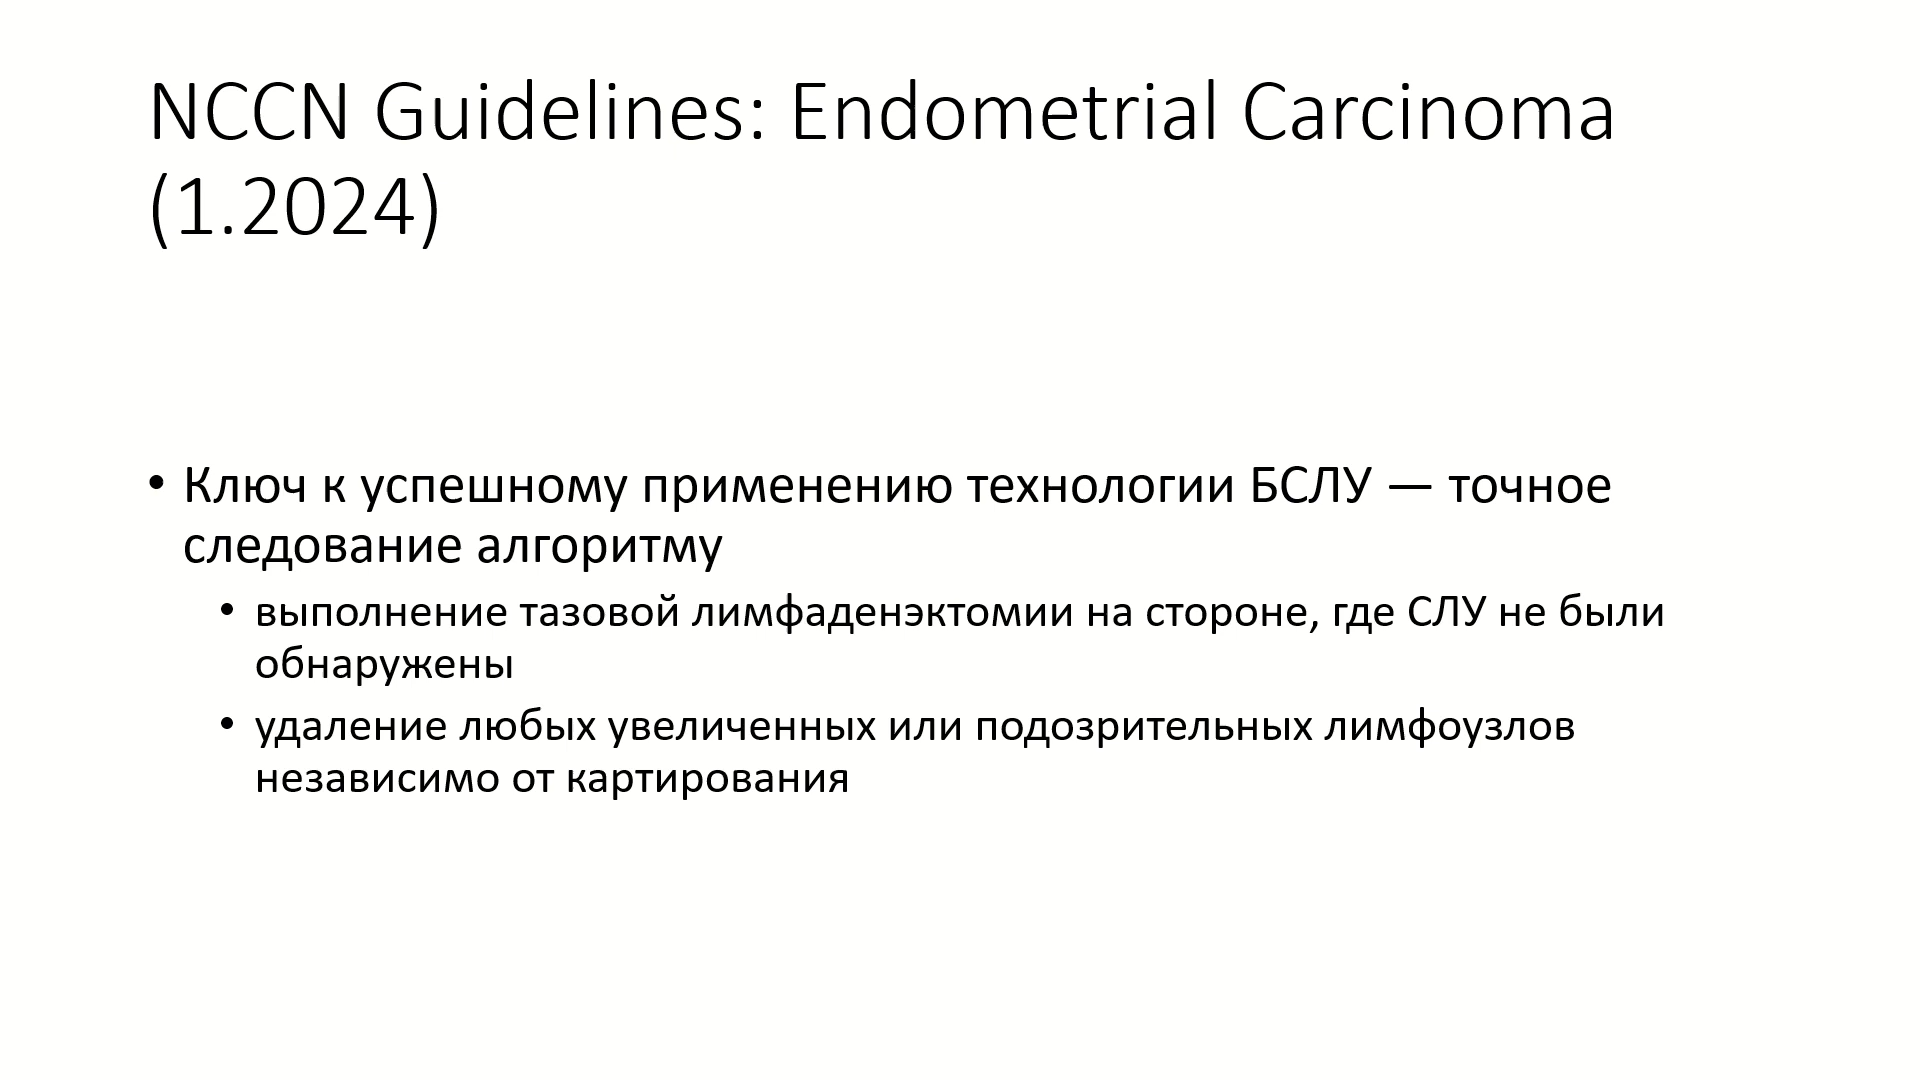 NCCN Guidelines: Endometrial Carcinoma
(1.2024)
• Ключ к успешному применению технологии БСЛУ — точное
следование алгоритму
• выполнение тазовой лимфаденэктомии на стороне, где СЛУ не были
обнаружены
• удаление любых увеличенных или подозрительных лимфоузлов
независимо от картирования